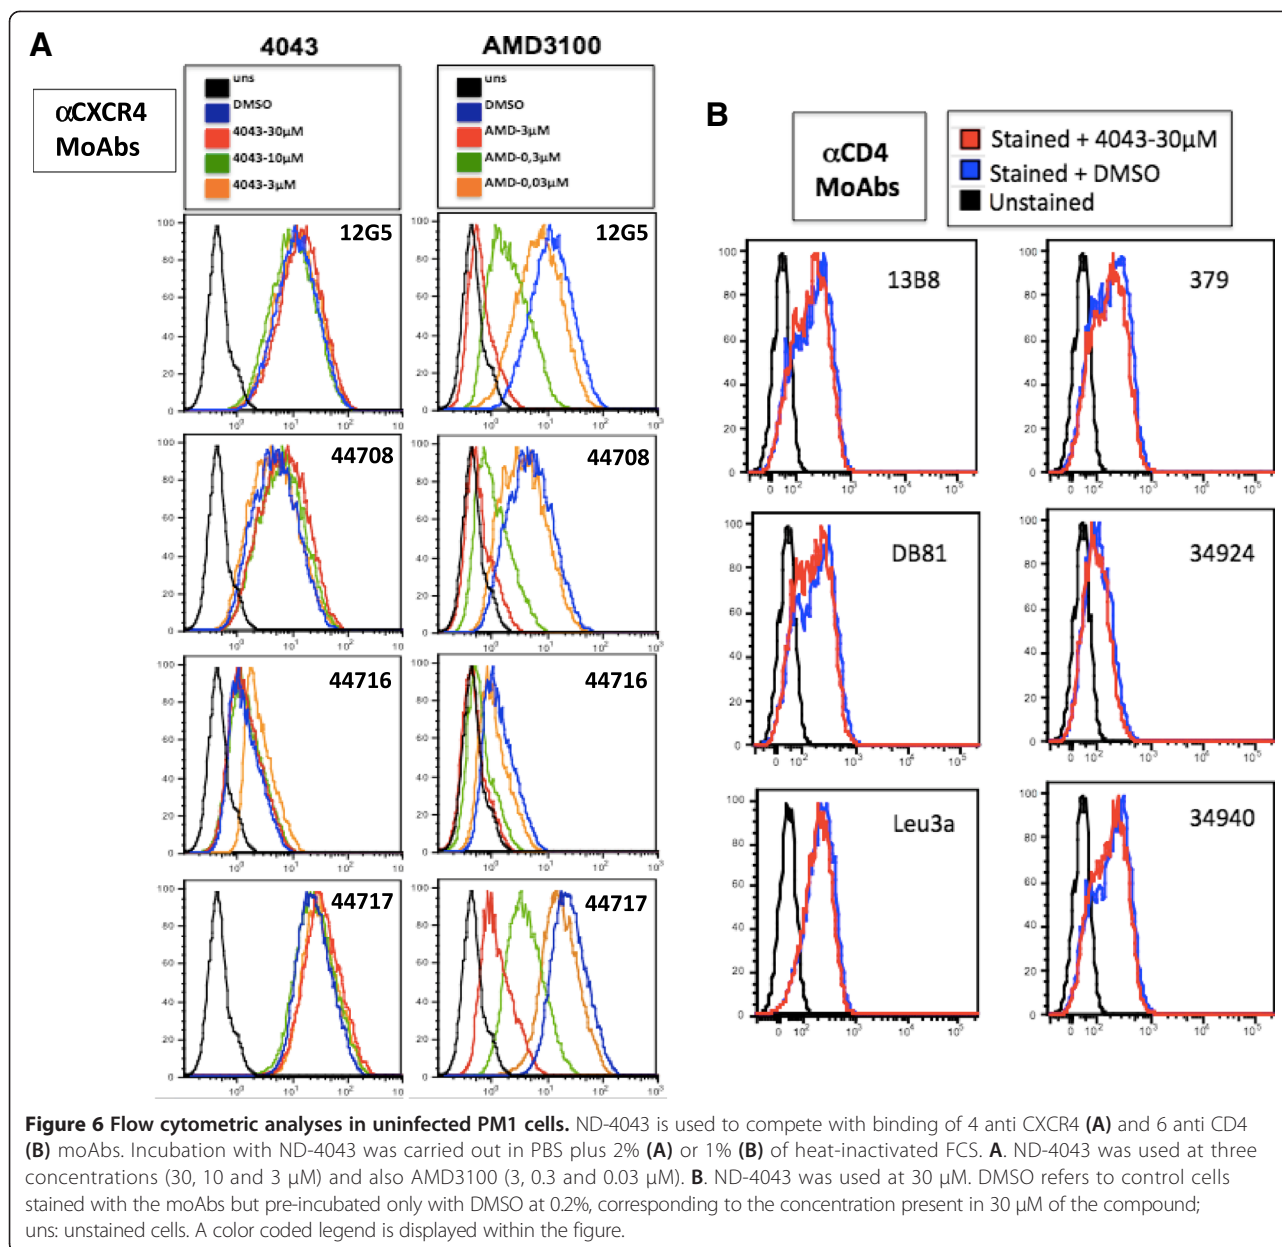 A
4043
AMD3100
αCXCR4
MoAbs
uns
DMSO
4043-30µM
4043-10µM
4043-3µM
uns
DMSO
AMD-3µM
AMD-0,3µM
AMD-0,03µM
12G5
12G5
44708
44708
44716
44716
44717
44717
B
αCD4
MoAbs
Stained + 4043-30µM
Stained + DMSO
Unstained
13B8
379
DB81
34924
Leu3a
34940
Figure 6 Flow cytometric analyses in uninfected PM1 cells. ND-4043 is used to compete with binding of 4 anti CXCR4 (A) and 6 anti CD4
(B) moAbs. Incubation with ND-4043 was carried out in PBS plus 2% (A) or 1% (B) of heat-inactivated FCS. A. ND-4043 was used at three
concentrations (30, 10 and 3 µM) and also AMD3100 (3, 0.3 and 0.03 µM). B. ND-4043 was used at 30 µM. DMSO refers to control cells
stained with the moAbs but pre-incubated only with DMSO at 0.2%, corresponding to the concentration present in 30 µM of the compound;
uns: unstained cells. A color coded legend is displayed within the figure.